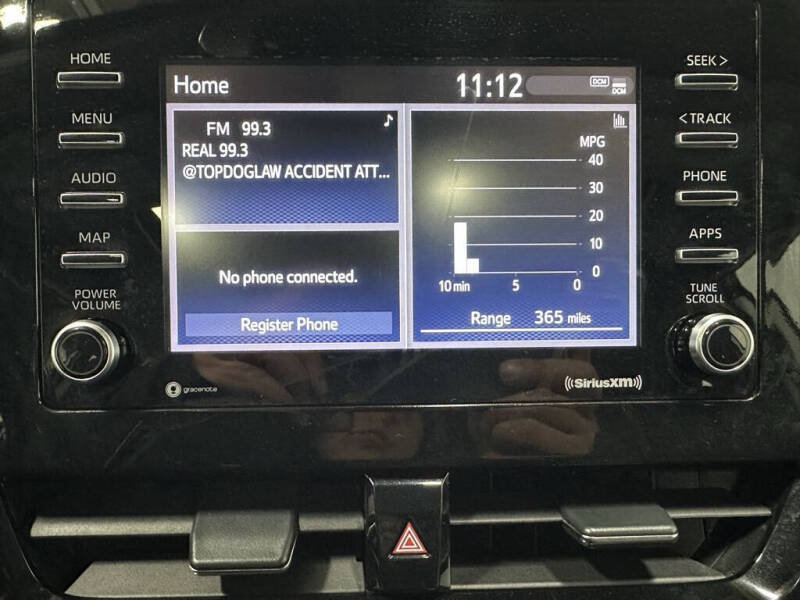 HOME
MENU
AUDIO
MAP
POWER
VOLUME
Home
11:12
DCM
DCM
FM 99.3
REAL 99.3
@TOPDOGLAW ACCIDENT ATT...
No phone connected.
Register Phone
MPG
40
30
20
10
0
10 min 5 0
Range 365 miles
SEEK >
< TRACK
PHONE
APPS
TUNE
SCROLL
gracenote
((SiriusXM))